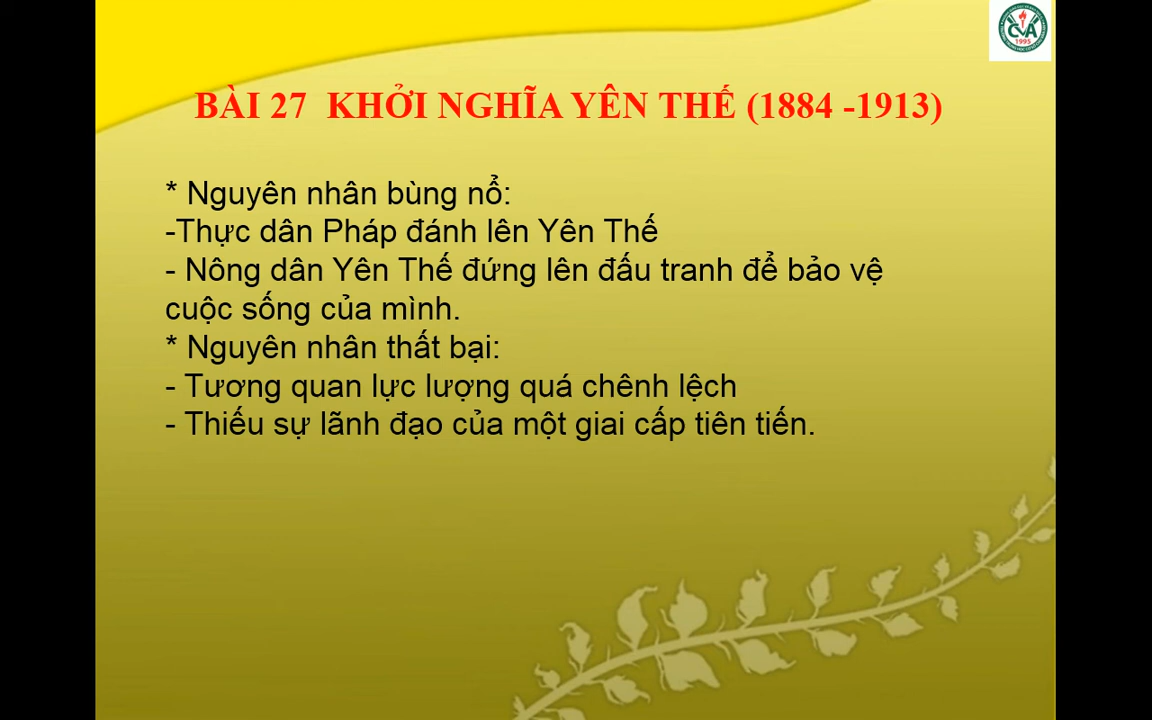 CVA
1995
BÀI 27 KHỞI NGHĨA YÊN THẾ (1884 -1913)
* Nguyên nhân bùng nổ:
-Thực dân Pháp đánh lên Yên Thế
- Nông dân Yên Thế đứng lên đấu tranh để bảo vệ
cuộc sống của mình.
* Nguyên nhân thất bại:
- Tương quan lực lượng quá chênh lệch
- Thiếu sự lãnh đạo của một giai cấp tiên tiến.